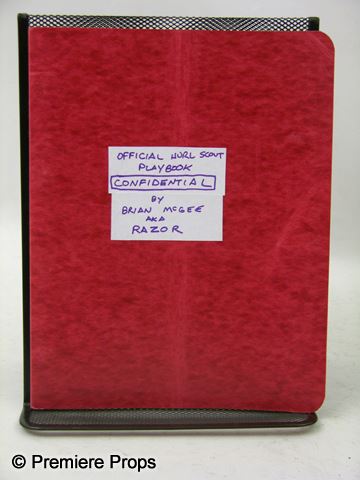 OFFICIAL HURL SCOUT
PLAYBOOK
CONFIDENTIAL
BY
BRIAN McGEE
AKA
RAZOR
© Premiere Props